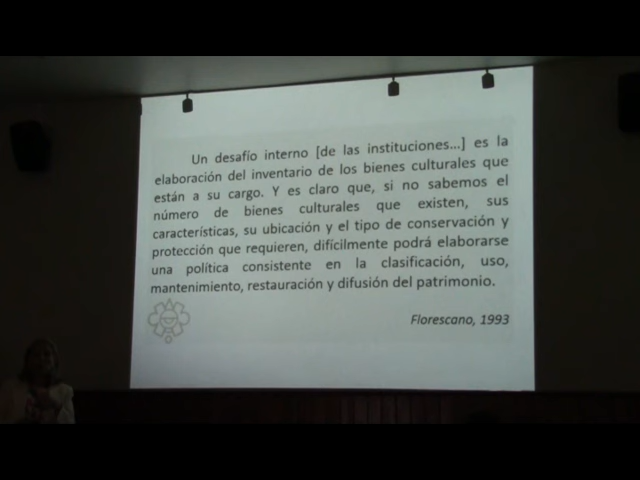 Un desafío interno [de las instituciones...] es la
elaboración del inventario de los bienes culturales que
están a su cargo. Y es claro que, si no sabemos el
número de bienes culturales que existen, sus
características, su ubicación y el tipo de conservación y
protección que requieren, difícilmente podrá elaborarse
una política consistente en la clasificación, uso,
mantenimiento, restauración y difusión del patrimonio.
Florescano, 1993